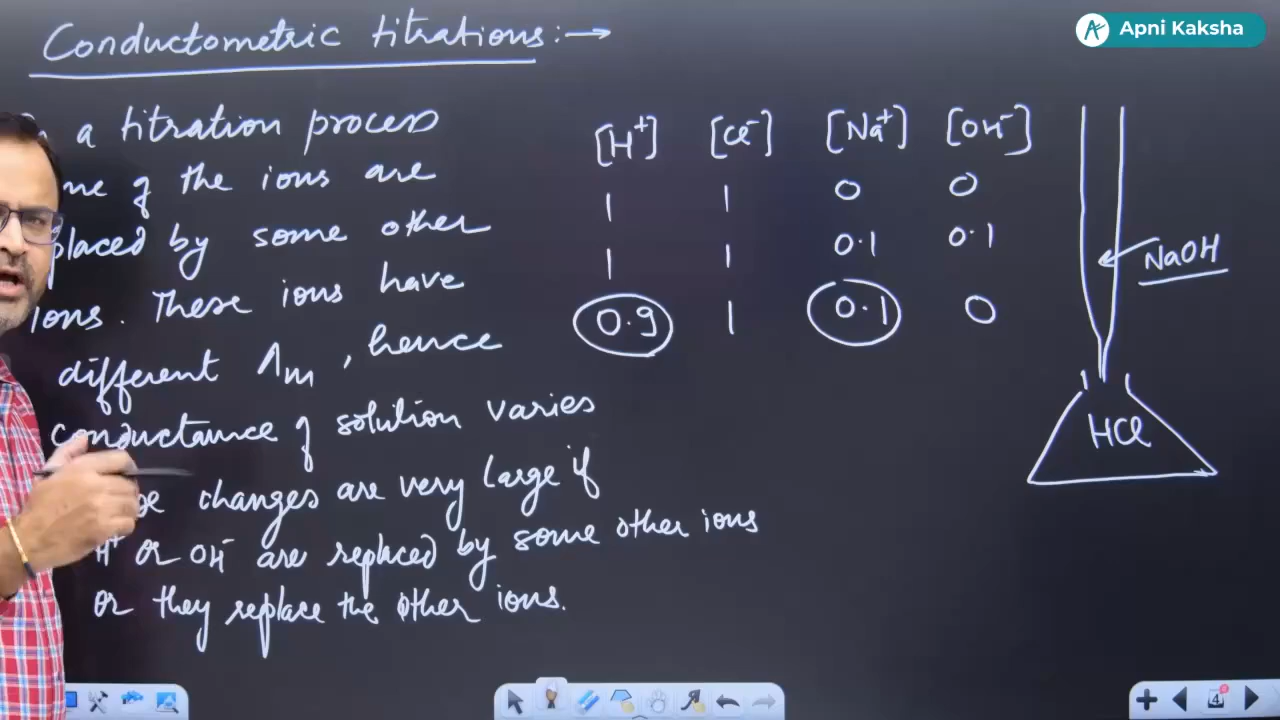 Conductometric titrations :→
Apni Kaksha
a titration process
of the ions are
by some other
ions. These ions have
different Λm, hence
conductance of solution varies
changes are very large if
H+ or OH- are replaced by some other ions
or they replace the other ions.
[H+] [Cl-] [Na+] [OH-]
1 1 0 0
1 1 0.1 0.1
0.9 1 0.1 0
NaOH
HCl
4